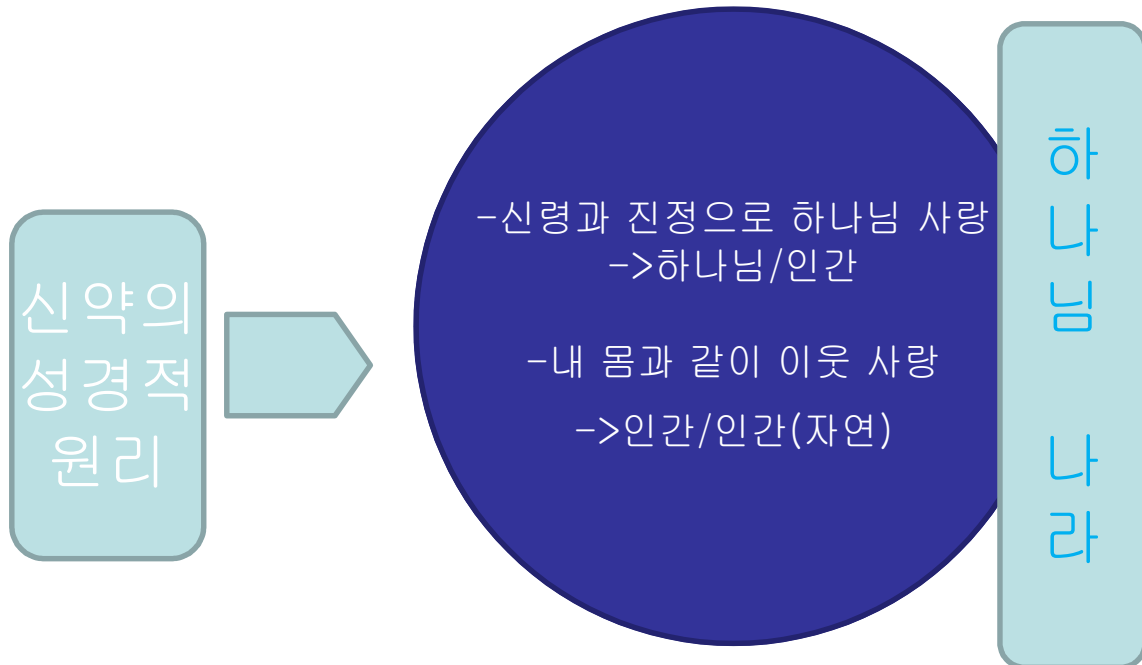 신약의
성경적
원리
-신령과 진정으로 하나님 사랑
->하나님/인간
-내 몸과 같이 이웃 사랑
->인간/인간(자연)
하
나
님
나
라